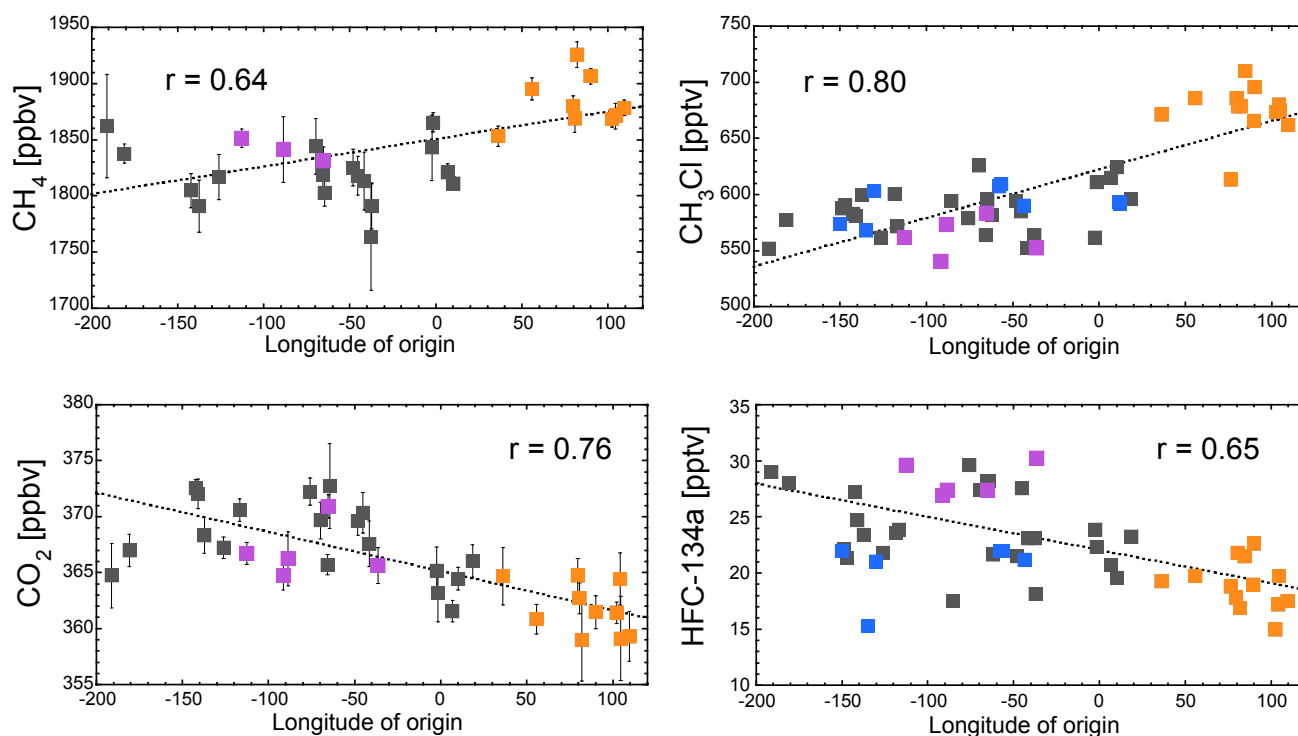 1950
1900
1850
1800
1750
1700
CH4 [ppbv]
r = 0.64
-200 -150 -100 -50 0 50 100
Longitude of origin
750
700
650
600
550
500
CH3Cl [pptv]
r = 0.80
-200 -150 -100 -50 0 50 100
Longitude of origin
380
375
370
365
360
355
CO2 [ppbv]
r = 0.76
-200 -150 -100 -50 0 50 100
Longitude of origin
35
30
25
20
15
10
HFC-134a [pptv]
r = 0.65
-200 -150 -100 -50 0 50 100
Longitude of origin